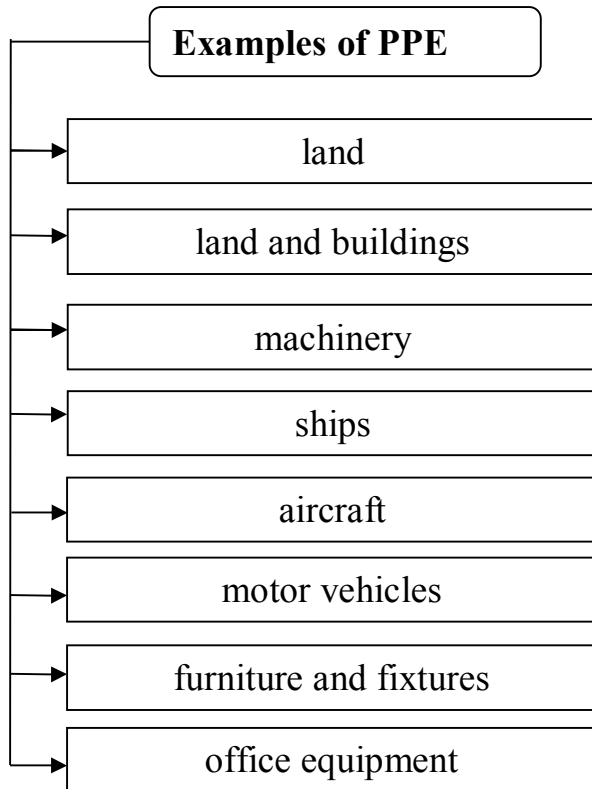 Examples of PPE
land
land and buildings
machinery
ships
aircraft
motor vehicles
furniture and fixtures
office equipment